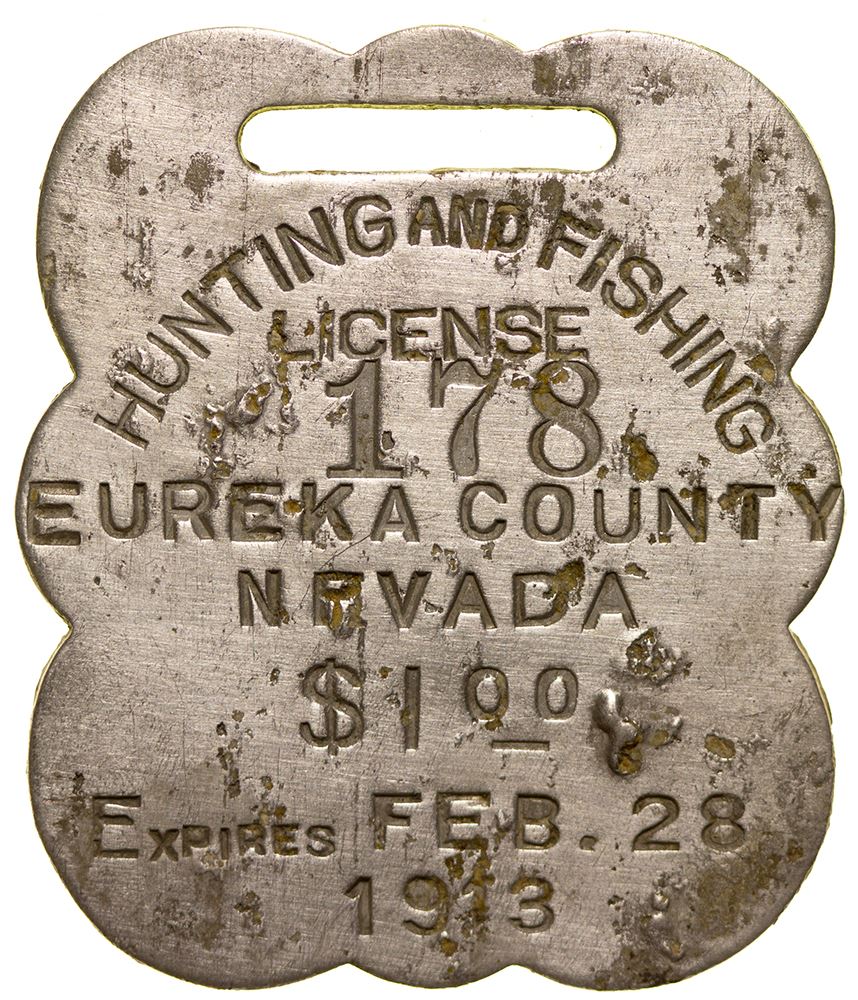 HUNTING AND FISHING
LICENSE
178
EUREKA COUNTY
NEVADA
$1 00
EXPIRES FEB. 28
1913